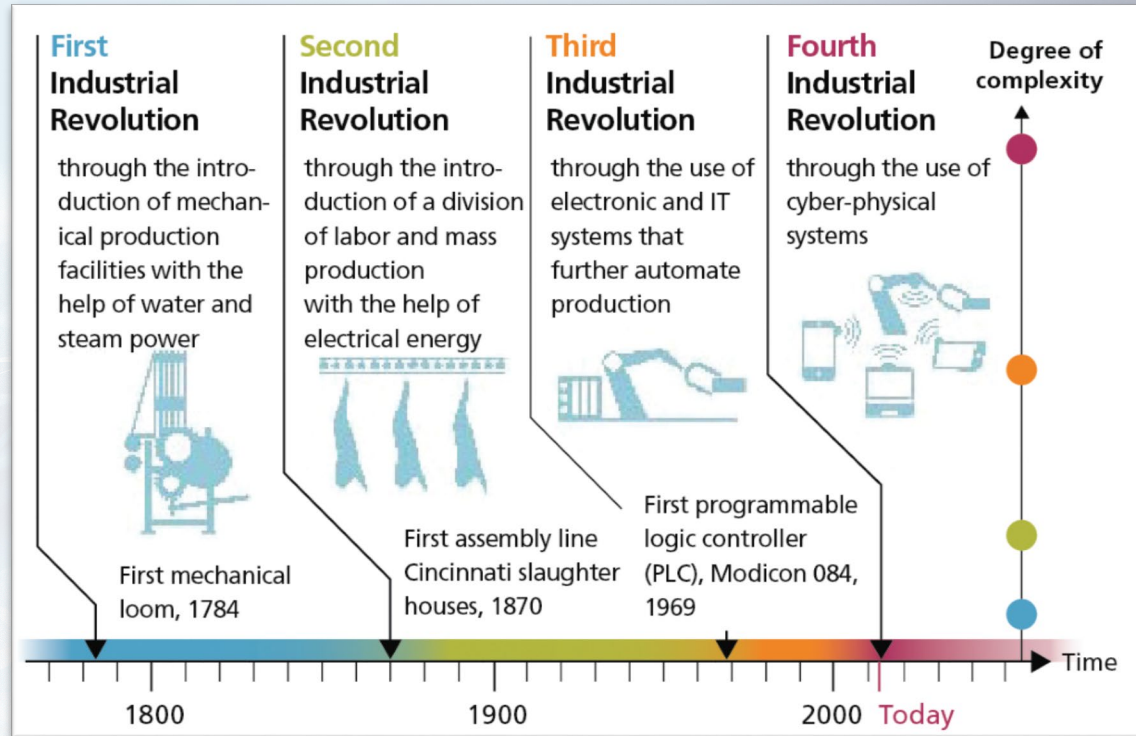 First
Industrial
Revolution
through the intro-
duction of mechan-
ical production
facilities with the
help of water and
steam power
First mechanical
loom, 1784
Second
Industrial
Revolution
through the intro-
duction of a division
of labor and mass
production
with the help of
electrical energy
First assembly line
Cincinnati slaughter
houses, 1870
Third
Industrial
Revolution
through the use of
electronic and IT
systems that
further automate
production
First programmable
logic controller
(PLC), Modicon 084,
1969
Fourth
Industrial
Revolution
through the use of
cyber-physical
systems
Degree of
complexity
Time
1800
1900
2000
Today